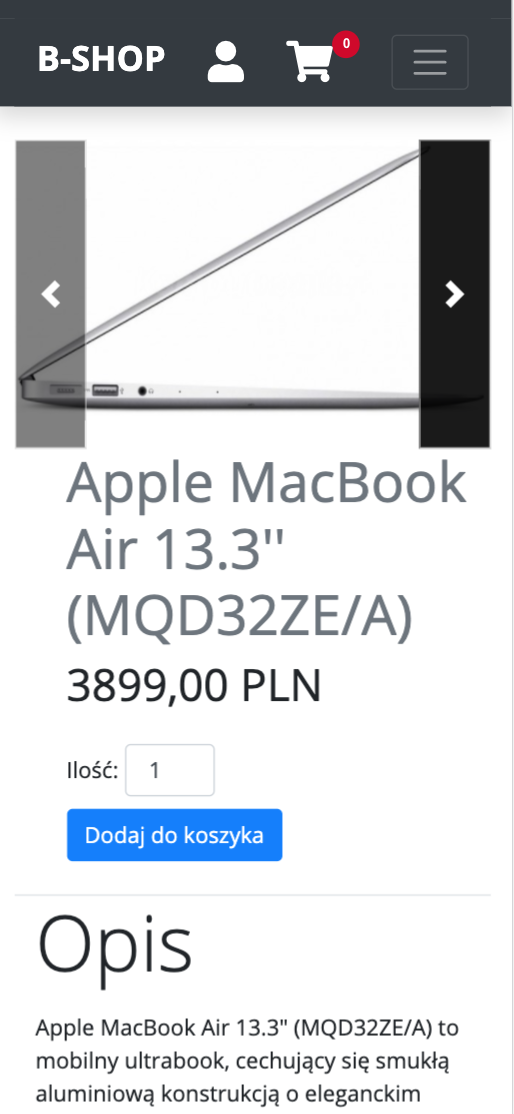 B-SHOP 0
Apple MacBook
Air 13.3''
(MQD32ZE/A)
3899,00 PLN
Ilość: 1
Dodaj do koszyka
Opis
Apple MacBook Air 13.3" (MQD32ZE/A) to
mobilny ultrabook, cechujący się smukłą
aluminiową konstrukcją o eleganckim